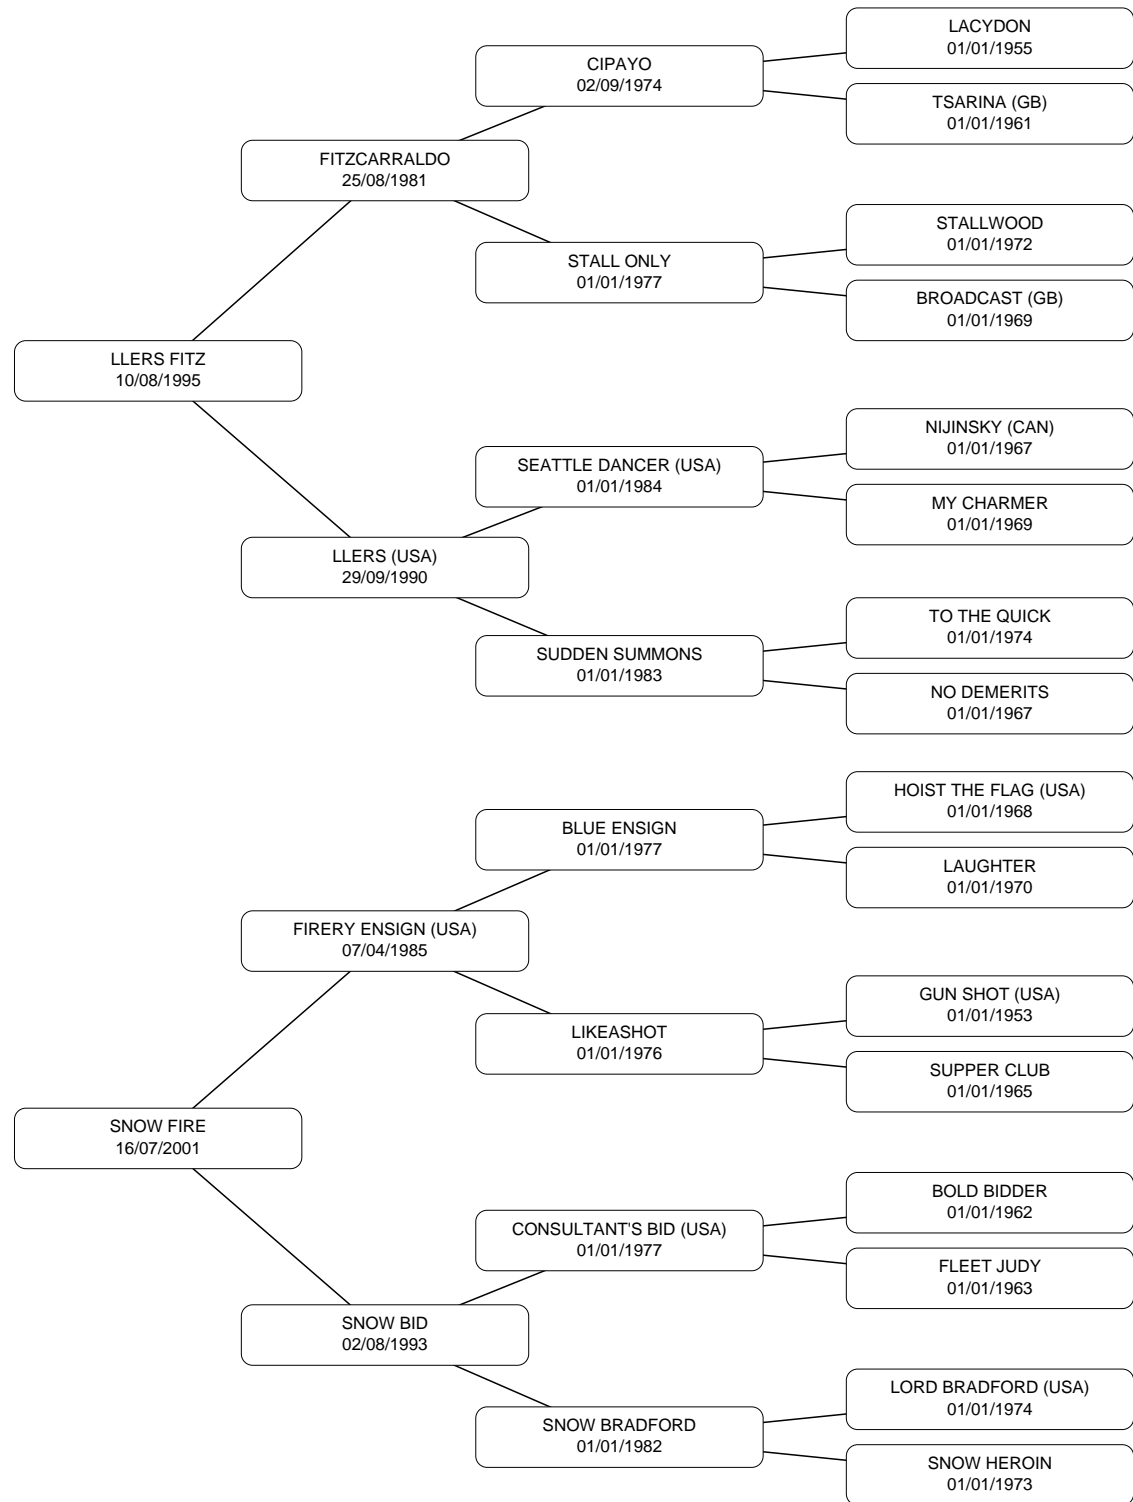 LACYDON
01/01/1955
CIPAYO
02/09/1974
TSARINA (GB)
01/01/1961
FITZCARRALDO
25/08/1981
STALLWOOD
01/01/1972
STALL ONLY
01/01/1977
BROADCAST (GB)
01/01/1969
LLERS FITZ
10/08/1995
NIJINSKY (CAN)
01/01/1967
SEATTLE DANCER (USA)
01/01/1984
MY CHARMER
01/01/1969
LLERS (USA)
29/09/1990
TO THE QUICK
01/01/1974
SUDDEN SUMMONS
01/01/1983
NO DEMERITS
01/01/1967
HOIST THE FLAG (USA)
01/01/1968
BLUE ENSIGN
01/01/1977
LAUGHTER
01/01/1970
FIRERY ENSIGN (USA)
07/04/1985
GUN SHOT (USA)
01/01/1953
LIKEASHOT
01/01/1976
SUPPER CLUB
01/01/1965
SNOW FIRE
16/07/2001
BOLD BIDDER
01/01/1962
CONSULTANT'S BID (USA)
01/01/1977
FLEET JUDY
01/01/1963
SNOW BID
02/08/1993
LORD BRADFORD (USA)
01/01/1974
SNOW BRADFORD
01/01/1982
SNOW HEROIN
01/01/1973